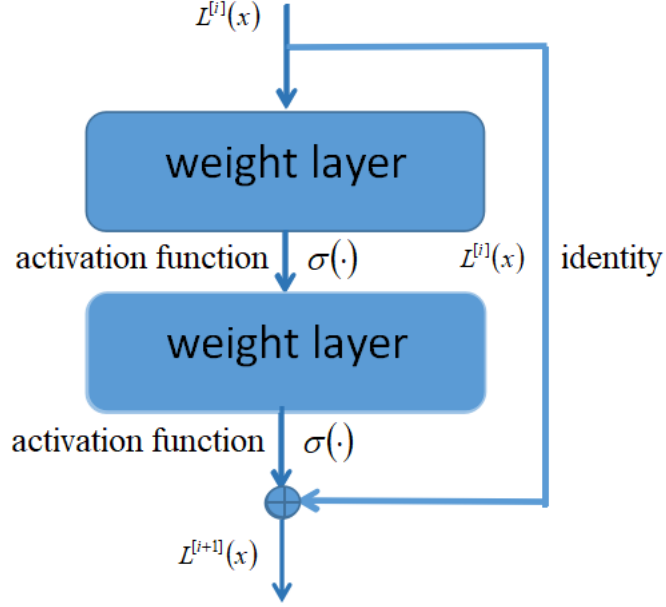 L^[i](x)
weight layer
activation function σ(·)
L^[i](x) identity
weight layer
activation function σ(·)
L^[i+1](x)